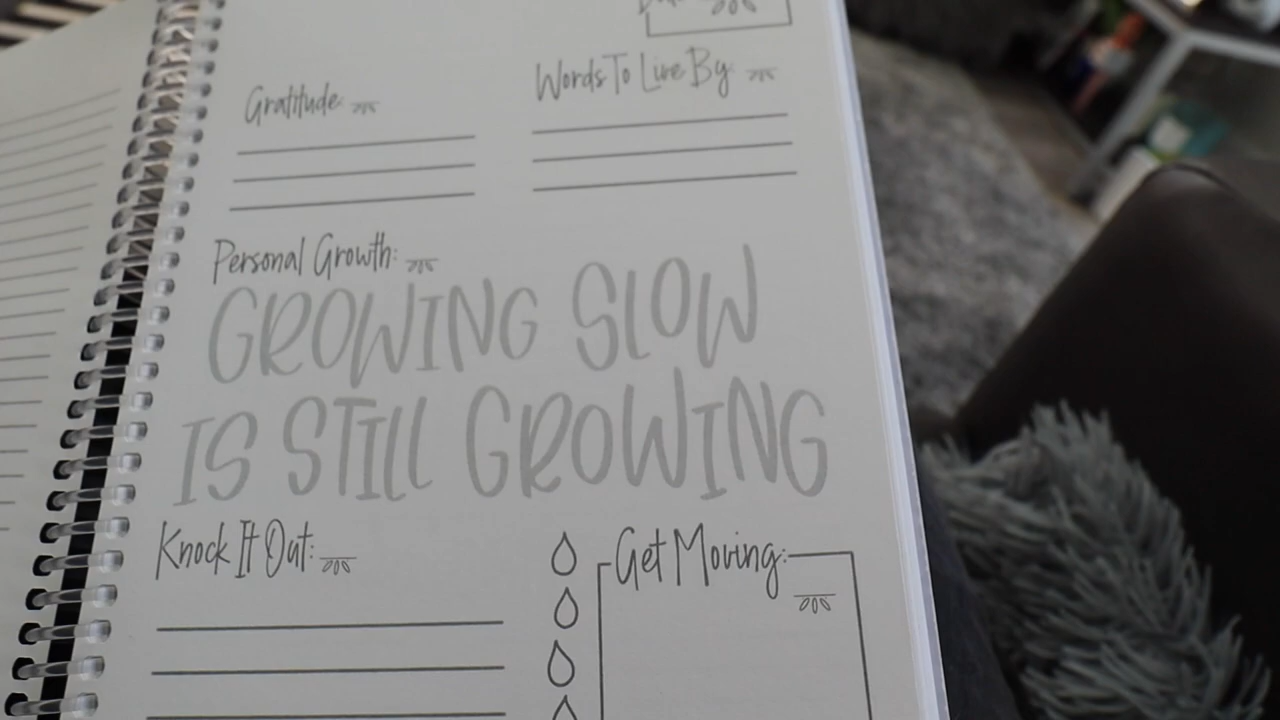 Gratitude:
Words To Live By:
Personal Growth:
GROWING SLOW
IS STILL GROWING
Knock It Out:
Get Moving: